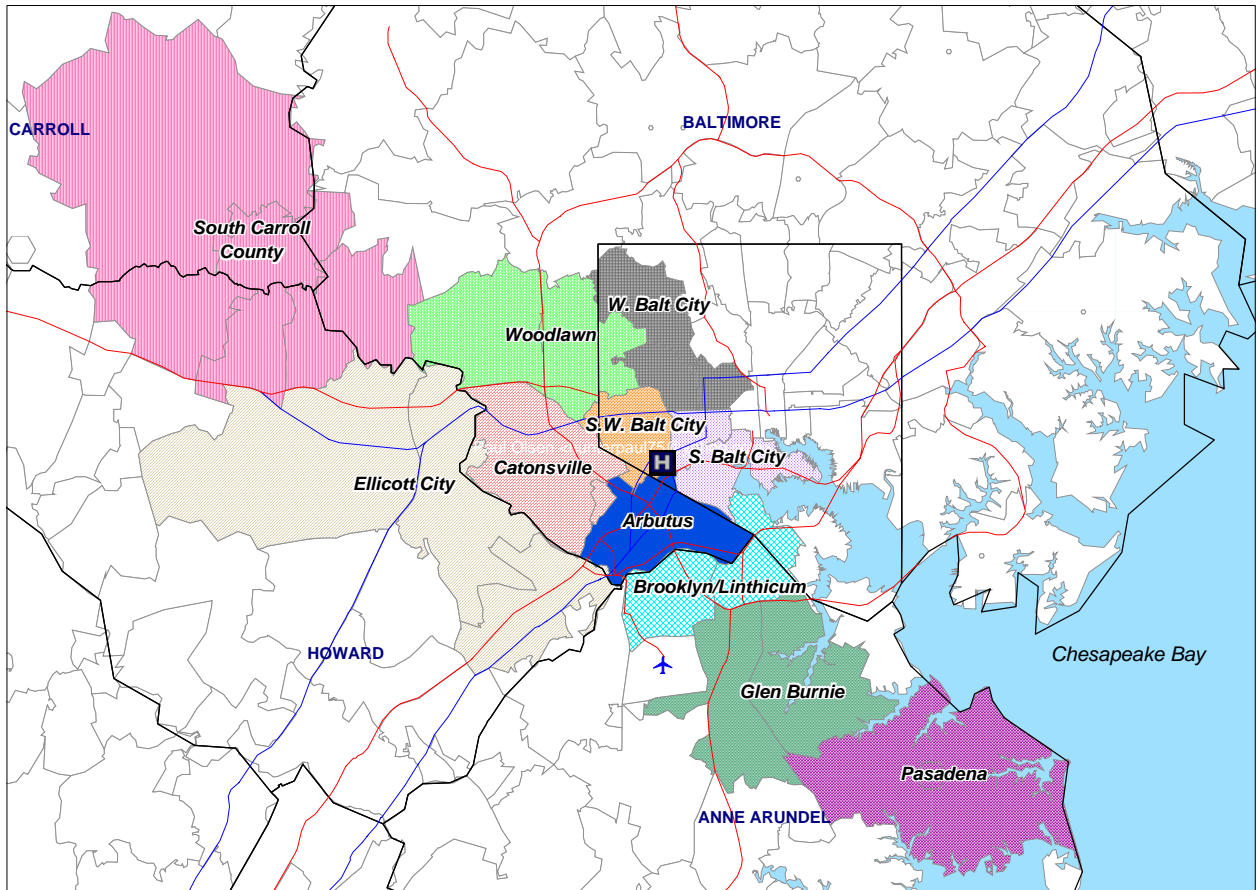 CARROLL
BALTIMORE
South Carroll
County
W. Balt City
Woodlawn
S.W. Balt City
S. Balt City
H
Catonsville
Ellicott City
Arbutus
Brooklyn/Linthicum
HOWARD
Chesapeake Bay
Glen Burnie
Pasadena
ANNE ARUNDEL